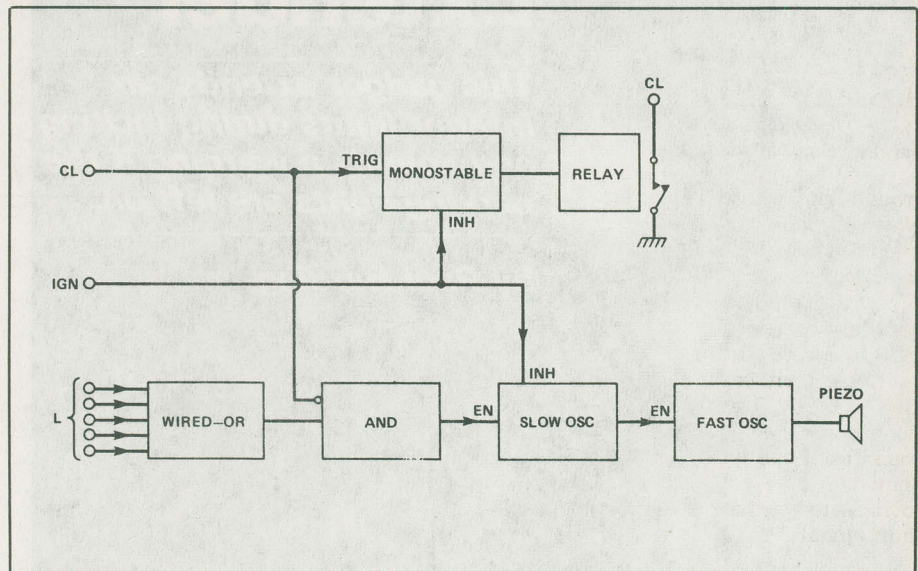 CL
CL
TRIG
MONOSTABLE
RELAY
INH
IGN
INH
PIEZO
L
WIRED-OR
AND
EN
SLOW OSC
EN
FAST OSC